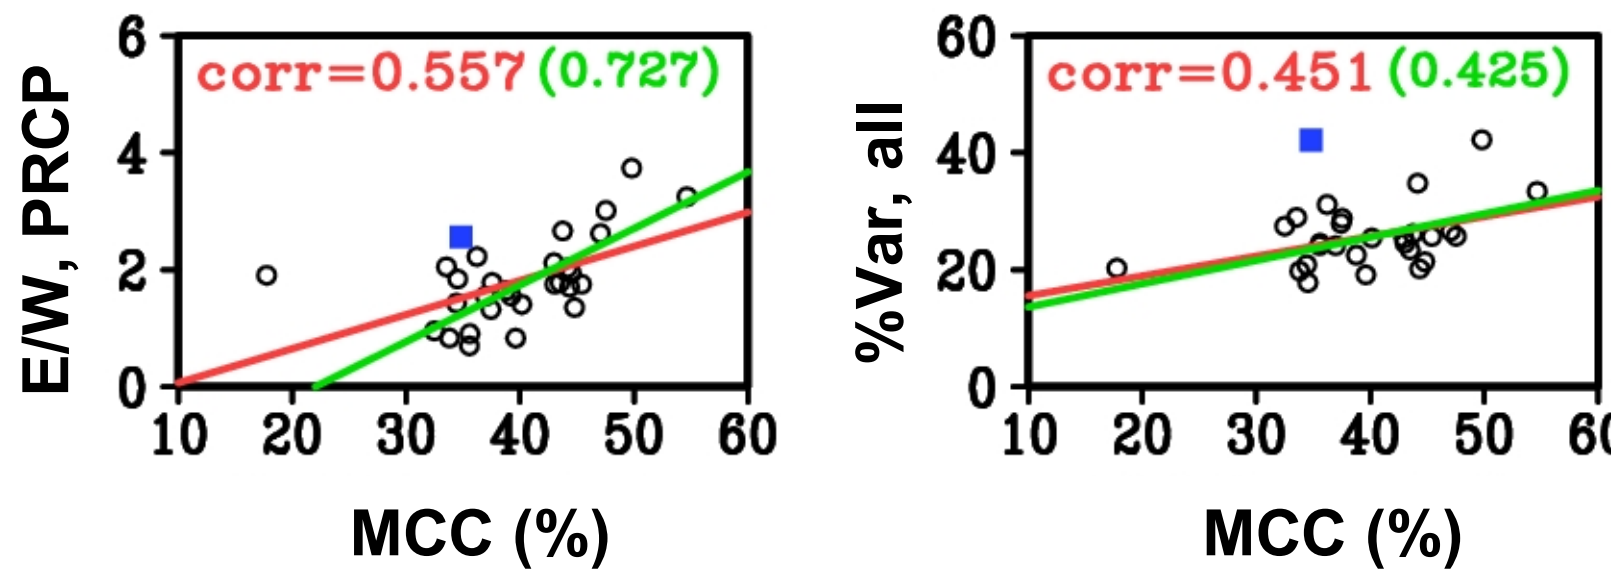 E/W, PRCP
6
4
2
0
corr=0.557 (0.727)
10 20 30 40 50 60
MCC (%)
%Var, all
60
40
20
0
corr=0.451 (0.425)
10 20 30 40 50 60
MCC (%)